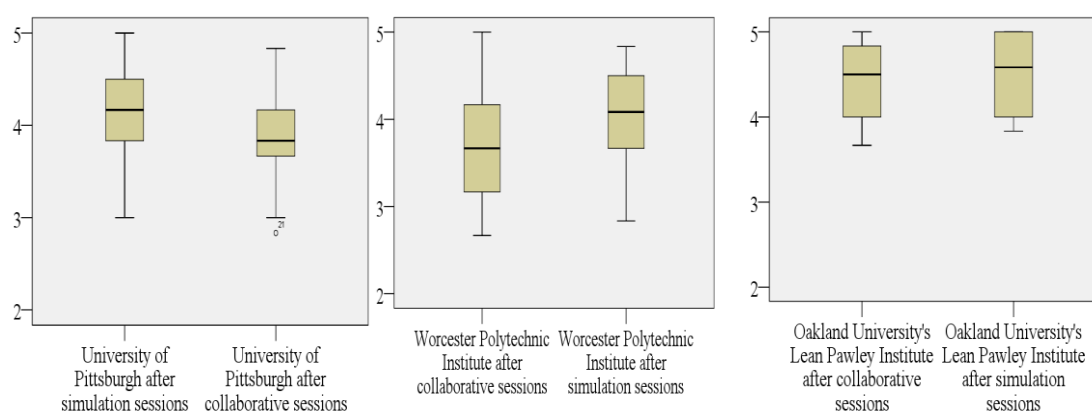 5
4
3
2
21
University of
Pittsburgh after
simulation sessions
University of
Pittsburgh after
collaborative sessions
5
4
3
2
Worcester Polytechnic
Institute after
collaborative sessions
Worcester Polytechnic
Institute after
simulation sessions
5
4
3
2
Oakland University's
Lean Pawley Institute
after collaborative
sessions
Oakland University's
Lean Pawley Institute
after simulation
sessions